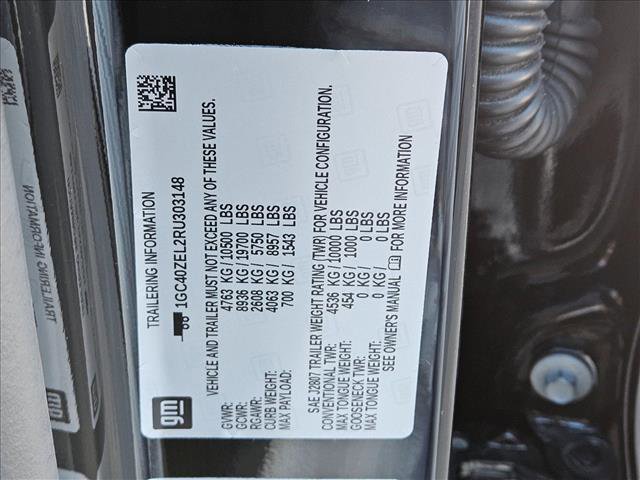 TRAILERING INFORMATION
1GC40ZEL2RU303148
VEHICLE AND TRAILER MUST NOT EXCEED ANY OF THESE VALUES.
GVWR: 4763 KG/ 10500 LBS
GCWR: 8936 KG/ 19700 LBS
RGAWR: 2608 KG/ 5750 LBS
CURB WEIGHT: 4063 KG/ 8957 LBS
MAX PAYLOAD: 700 KG/ 1543 LBS
SAE J2807 TRAILER WEIGHT RATING (TWR) FOR VEHICLE CONFIGURATION.
CONVENTIONAL TWR: 4536 KG/ 10000 LBS
MAX TONGUE WEIGHT: 454 KG/ 1000 LBS
GOOSENECK TWR: 0 KG/ 0 LBS
MAX TONGUE WEIGHT: 0 KG/ 0 LBS
SEE OWNER'S MANUAL FOR MORE INFORMATION
gm
TRAILERING INFORMATION
gm